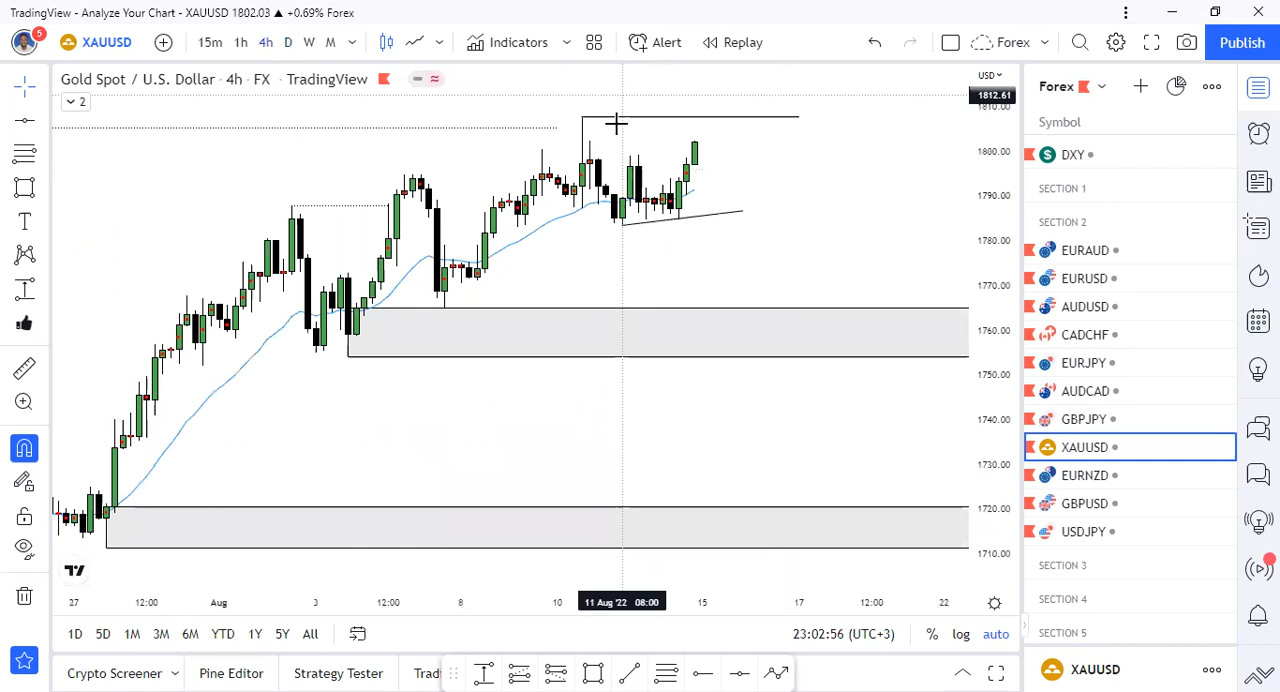 TradingView - Analyze Your Chart - XAUUSD 1802.03 ▲ +0.69% Forex
5
XAUUSD
15m 1h 4h D W M
Indicators
Alert
Replay
Forex
Publish
Gold Spot / U.S. Dollar · 4h · FX · TradingView
2
USD
1812.61
1810.00
1800.00
1790.00
1780.00
1770.00
1760.00
1750.00
1740.00
1730.00
1720.00
1710.00
27 12:00 Aug 3 12:00 8 10 11 Aug '22 08:00 15 17 12:00 22
1D 5D 1M 3M 6M YTD 1Y 5Y All
23:02:56 (UTC+3) % log auto
Crypto Screener
Pine Editor
Strategy Tester
Trad
Forex
Symbol
DXY
SECTION 1
SECTION 2
EURAUD
EURUSD
AUDUSD
CADCHF
EURJPY
AUDCAD
GBPJPY
XAUUSD
EURNZD
GBPUSD
USDJPY
SECTION 3
SECTION 4
SECTION 5
XAUUSD